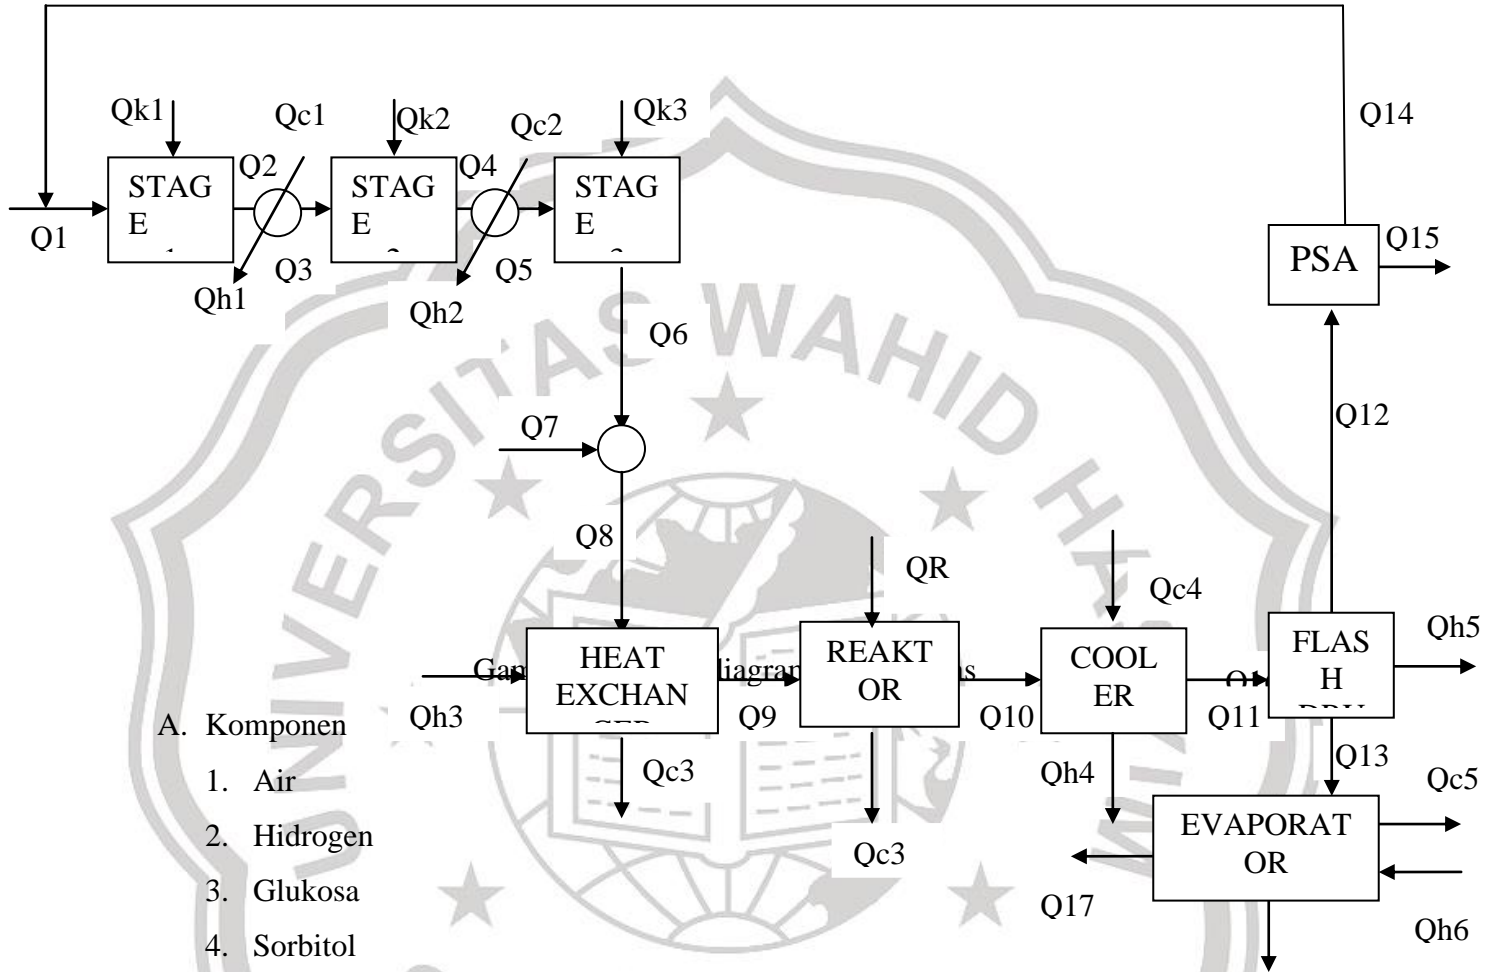 Qk1
Qc1
Qk2
Qc2
Qk3
Q14
Q2
Q4
STAG
E
STAG
E
STAG
E
Q1
Q3
Q5
Q15
PSA
Qh1
Qh2
Q6
UNIVERSITAS WAHID
Q7
Q12
Q8
QR
Qc4
Qh5
HEAT
EXCHAN
REAKT
OR
COOL
ER
FLAS
H
Qh3
Q9
Q10
Q11
A. Komponen
Qc3
Qh4
Q13
Qc5
1. Air
2. Hidrogen
Qc3
EVAPORAT
OR
3. Glukosa
Q17
Qh6
4. Sorbitol